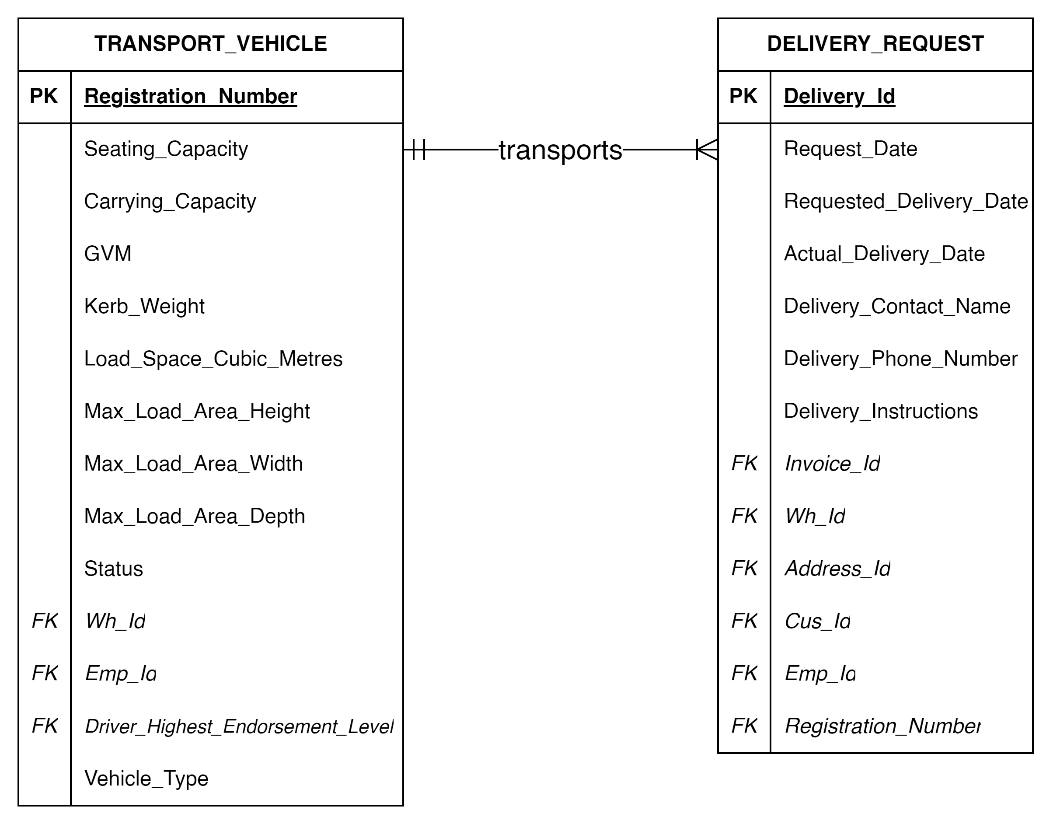 TRANSPORT_VEHICLE
PK Registration_Number
Seating_Capacity
Carrying_Capacity
GVM
Kerb_Weight
Load_Space_Cubic_Metres
Max_Load_Area_Height
Max_Load_Area_Width
Max_Load_Area_Depth
Status
FK Wh_Id
FK Emp_Id
FK Driver_Highest_Endorsement_Level
Vehicle_Type
transports
DELIVERY_REQUEST
PK Delivery_Id
Request_Date
Requested_Delivery_Date
Actual_Delivery_Date
Delivery_Contact_Name
Delivery_Phone_Number
Delivery_Instructions
FK Invoice_Id
FK Wh_Id
FK Address_Id
FK Cus_Id
FK Emp_Id
FK Registration_Number